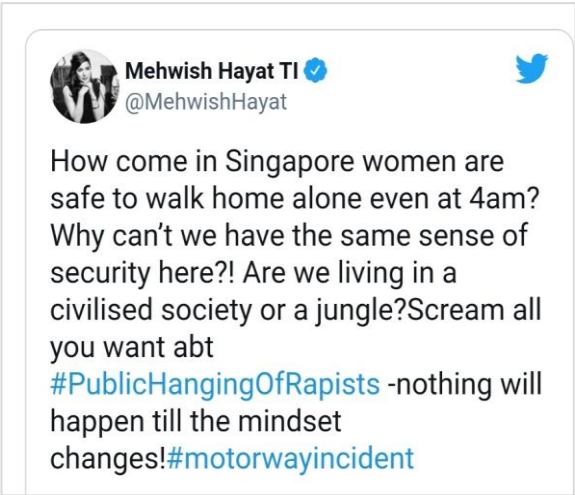 Mehwish Hayat TI
@MehwishHayat
How come in Singapore women are
safe to walk home alone even at 4am?
Why can't we have the same sense of
security here?! Are we living in a
civilised society or a jungle?Scream all
you want abt
#PublicHangingOfRapists -nothing will
happen till the mindset
changes!#motorwayincident